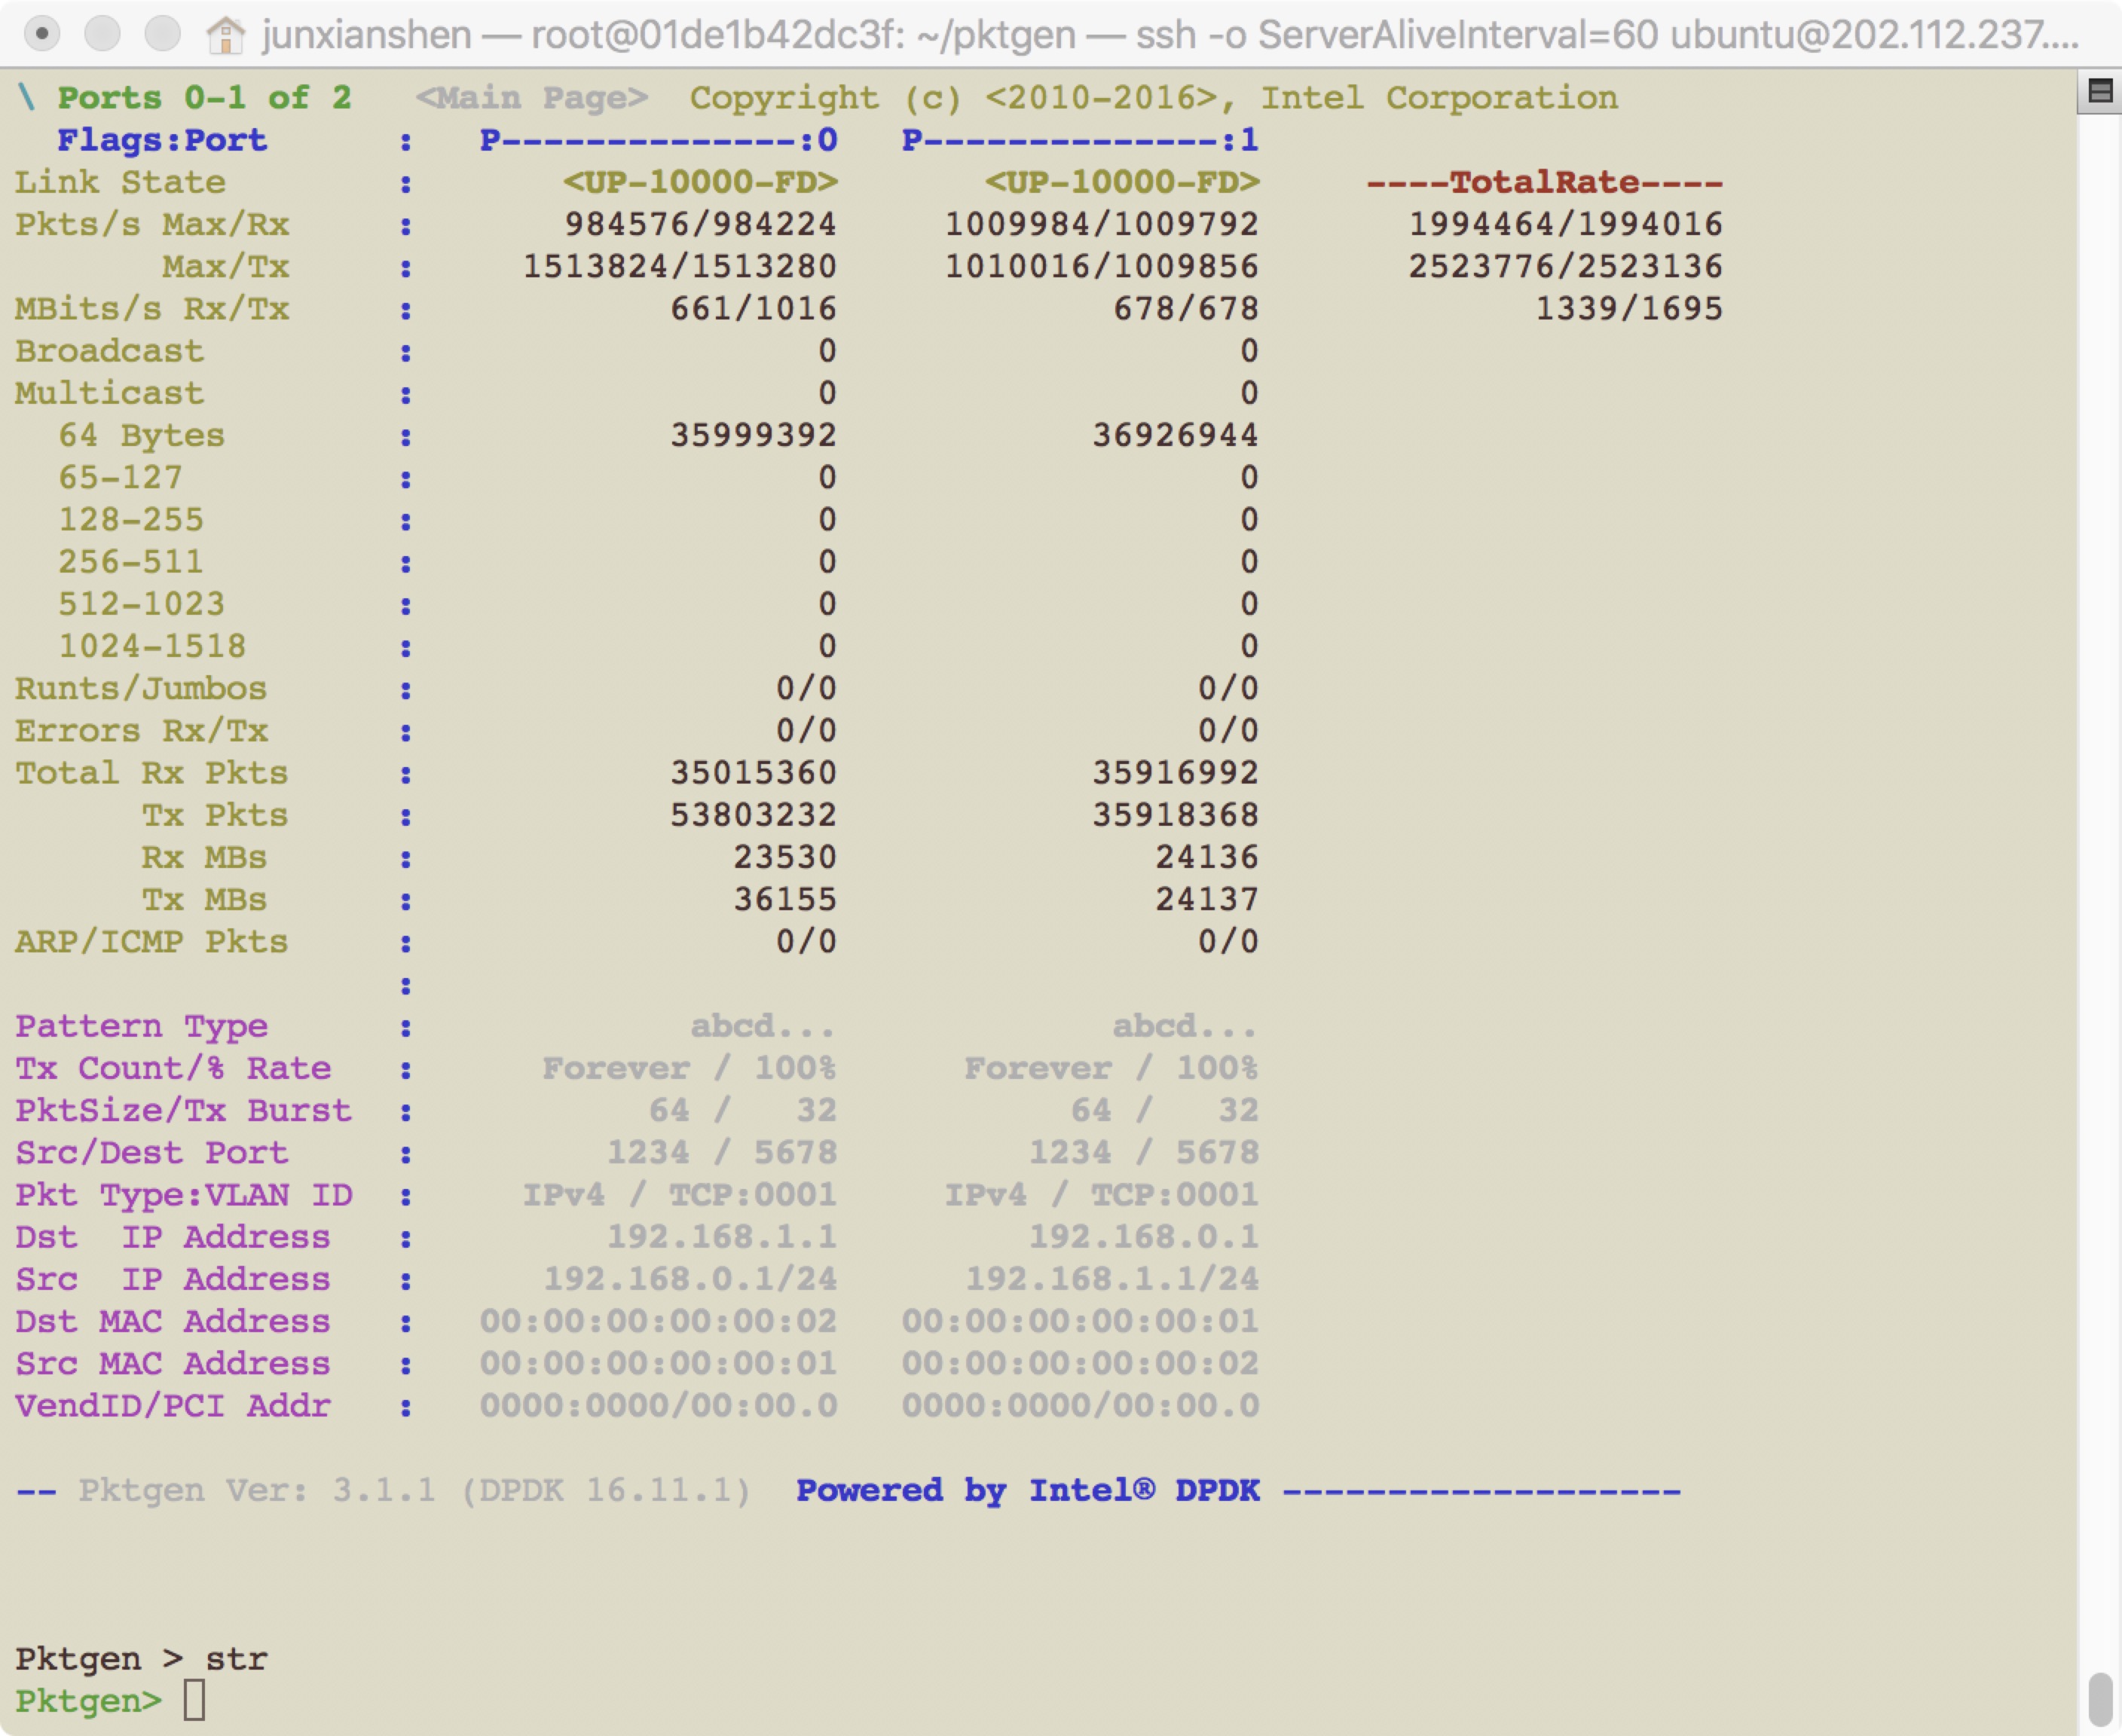 junxianshen — root@01de1b42dc3f: ~/pktgen — ssh -o ServerAliveInterval=60 ubuntu@202.112.237....
\ Ports 0-1 of 2   <Main Page>  Copyright (c) <2010-2016>, Intel Corporation
  Flags:Port      :   P--------------:0   P--------------:1
Link State        :       <UP-10000-FD>       <UP-10000-FD>     ----TotalRate----
Pkts/s Max/Rx     :       984576/984224     1009984/1009792       1994464/1994016
       Max/Tx     :     1513824/1513280     1010016/1009856       2523776/2523136
MBits/s Rx/Tx     :            661/1016             678/678             1339/1695
Broadcast         :                   0                   0
Multicast         :                   0                   0
  64 Bytes        :            35999392            36926944
  65-127          :                   0                   0
  128-255         :                   0                   0
  256-511         :                   0                   0
  512-1023        :                   0                   0
  1024-1518       :                   0                   0
Runts/Jumbos      :                 0/0                 0/0
Errors Rx/Tx      :                 0/0                 0/0
Total Rx Pkts     :            35015360            35916992
      Tx Pkts     :            53803232            35918368
      Rx MBs      :               23530               24136
      Tx MBs      :               36155               24137
ARP/ICMP Pkts     :                 0/0                 0/0
                  :
Pattern Type      :             abcd...             abcd...
Tx Count/% Rate   :      Forever / 100%      Forever / 100%
PktSize/Tx Burst  :           64 /   32           64 /   32
Src/Dest Port     :         1234 / 5678         1234 / 5678
Pkt Type:VLAN ID  :     IPv4 / TCP:0001     IPv4 / TCP:0001
Dst  IP Address   :         192.168.1.1         192.168.0.1
Src  IP Address   :      192.168.0.1/24      192.168.1.1/24
Dst MAC Address   :   00:00:00:00:00:02   00:00:00:00:00:01
Src MAC Address   :   00:00:00:00:00:01   00:00:00:00:00:02
VendID/PCI Addr   :   0000:0000/00:00.0   0000:0000/00:00.0
-- Pktgen Ver: 3.1.1 (DPDK 16.11.1)  Powered by Intel® DPDK -------------------
Pktgen > str
Pktgen>